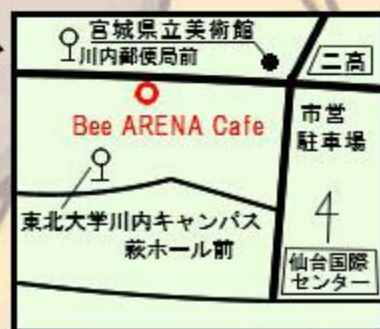 宮城県立美術館
川内郵便局前
二高
Bee ARENA Cafe
市営
駐車場
東北大学川内キャンパス
萩ホール前
仙台国際
センター